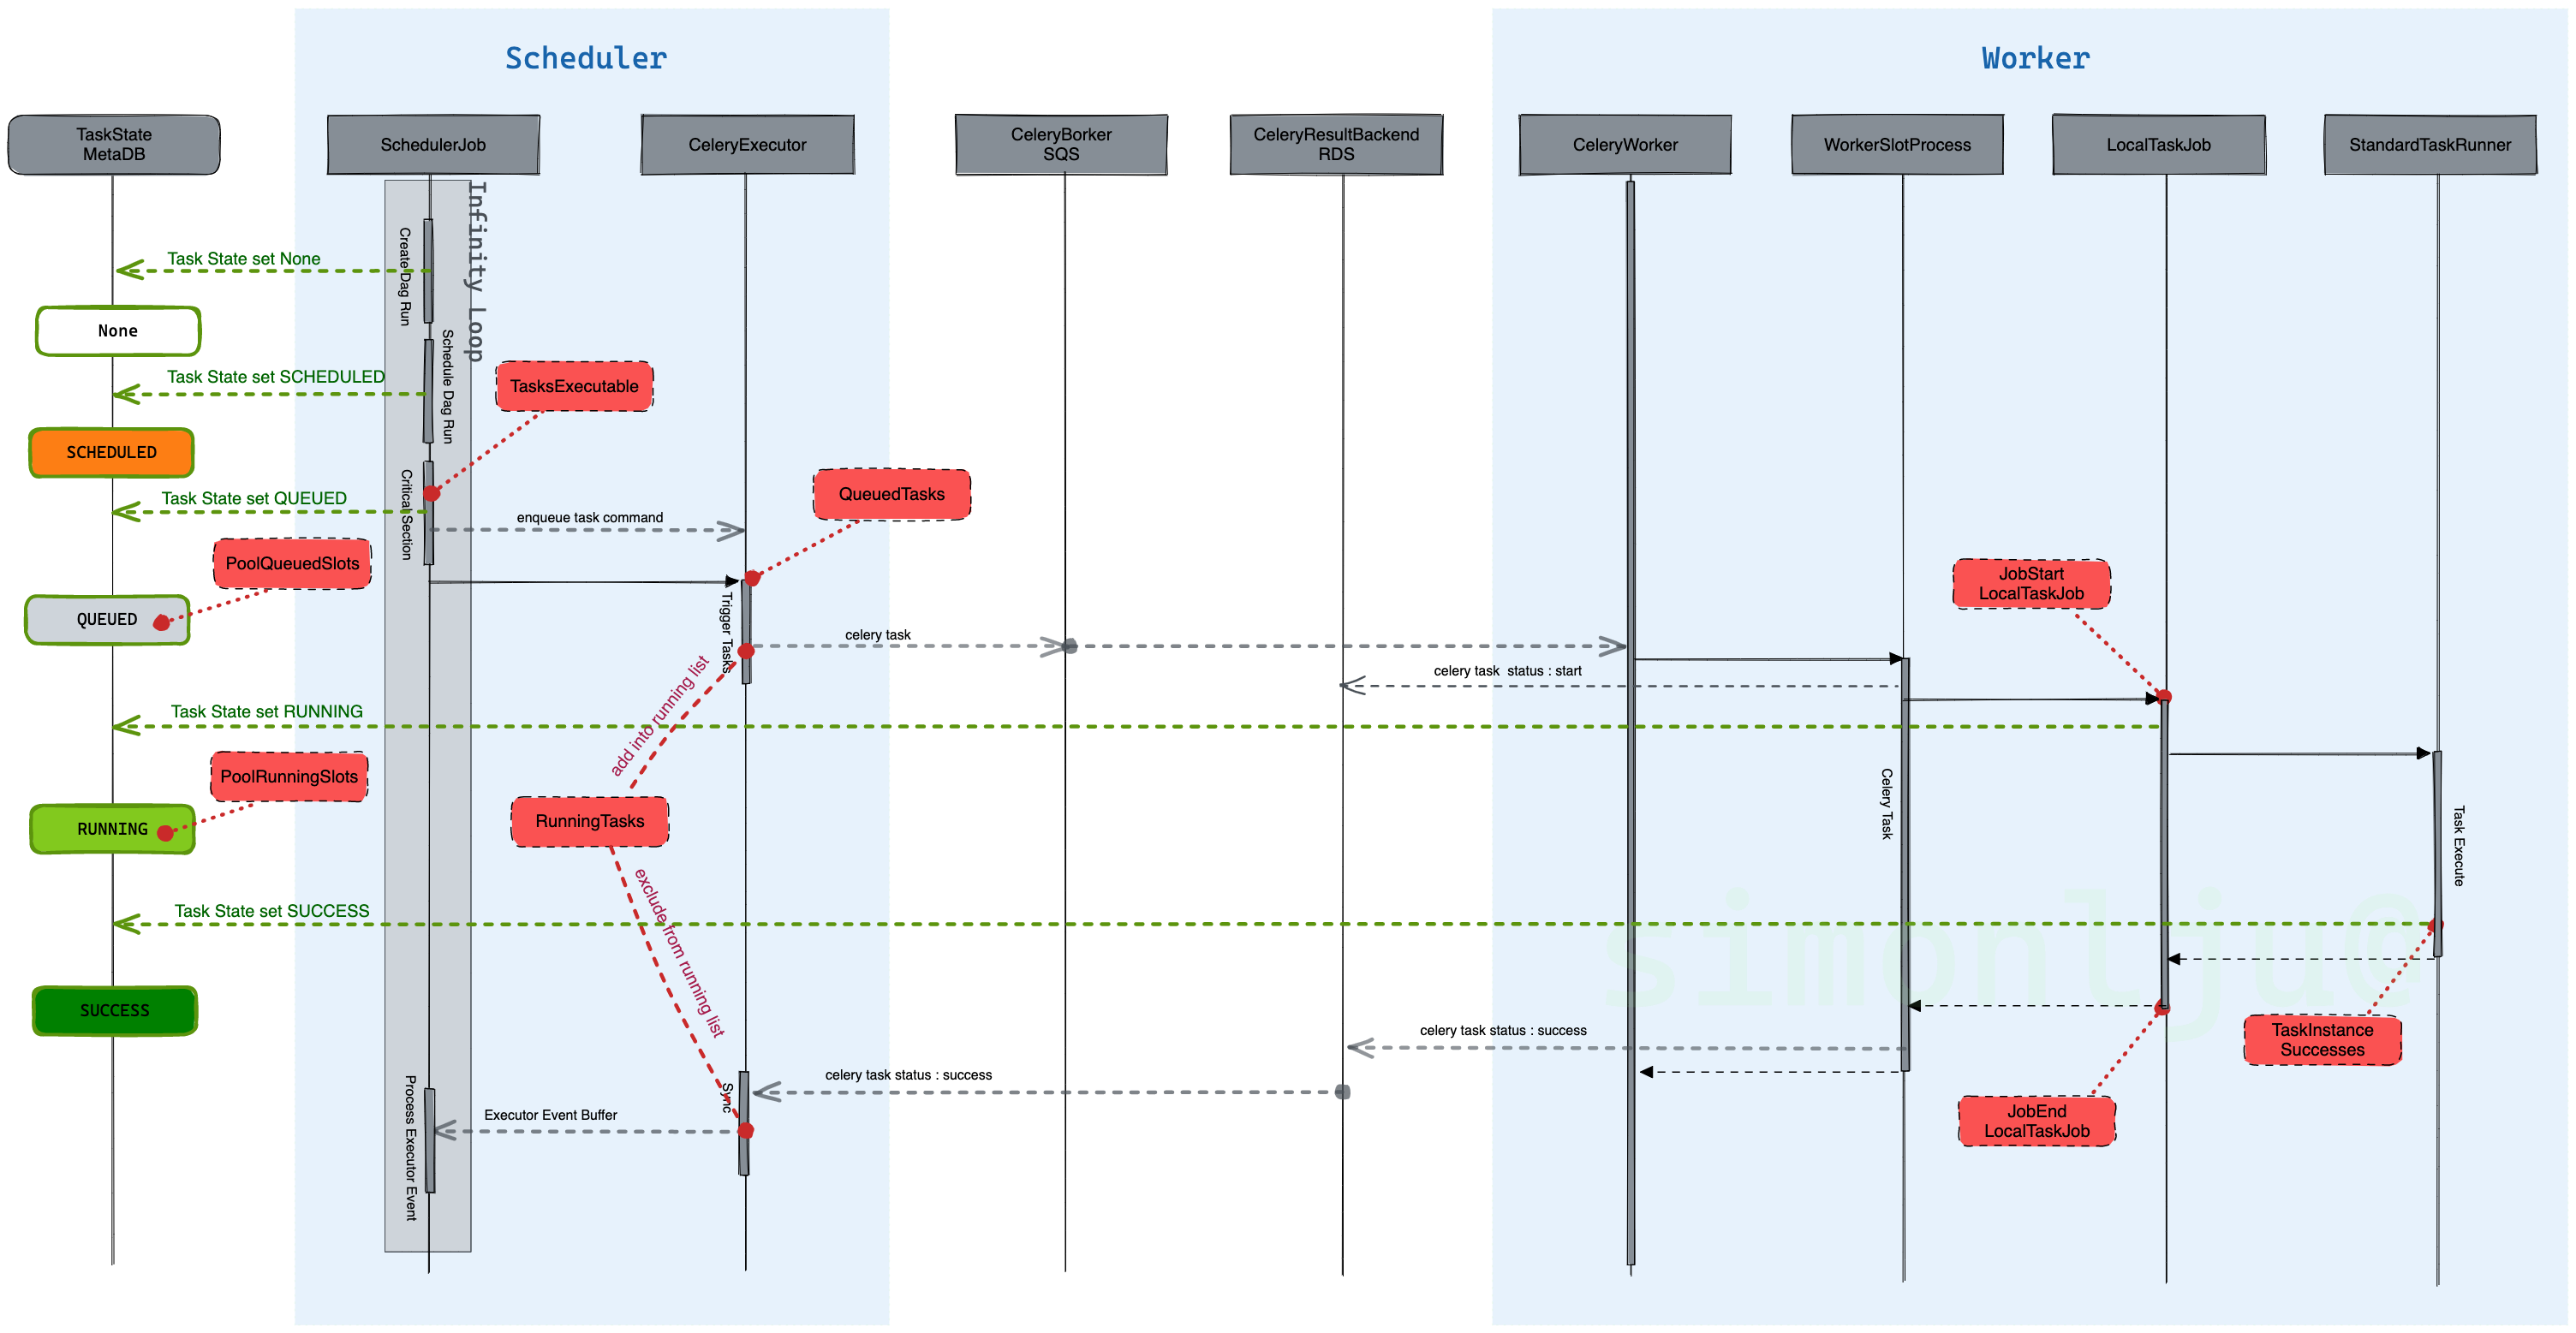 Scheduler
Worker
TaskState
MetaDB
SchedulerJob
CeleryExecutor
CeleryBorker
SQS
CeleryResultBackend
RDS
CeleryWorker
WorkerSlotProcess
LocalTaskJob
StandardTaskRunner
Infinity Loop
Create Dag Run
Task State set None
None
Schedule Dag Run
Task State set SCHEDULED
TasksExecutable
SCHEDULED
Critical Section
Task State set QUEUED
QueuedTasks
enqueue task command
PoolQueuedSlots
JobStart
LocalTaskJob
QUEUED
Trigger Tasks
celery task
celery task status : start
add into running list
Task State set RUNNING
PoolRunningSlots
RunningTasks
RUNNING
Celery Task
Task Execute
exclude from running list
Task State set SUCCESS
simonlju@
SUCCESS
TaskInstance
Successes
celery task status : success
celery task status : success
Sync
Executor Event Buffer
Process Executor Event
JobEnd
LocalTaskJob